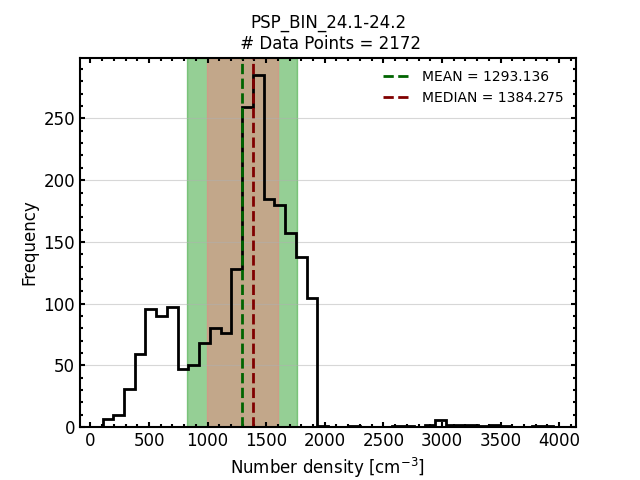 PSP_BIN_24.1-24.2
# Data Points = 2172
MEAN = 1293.136
MEDIAN = 1384.275
Frequency
250
200
150
100
50
0
0 500 1000 1500 2000 2500 3000 3500 4000
Number density [cm⁻³]